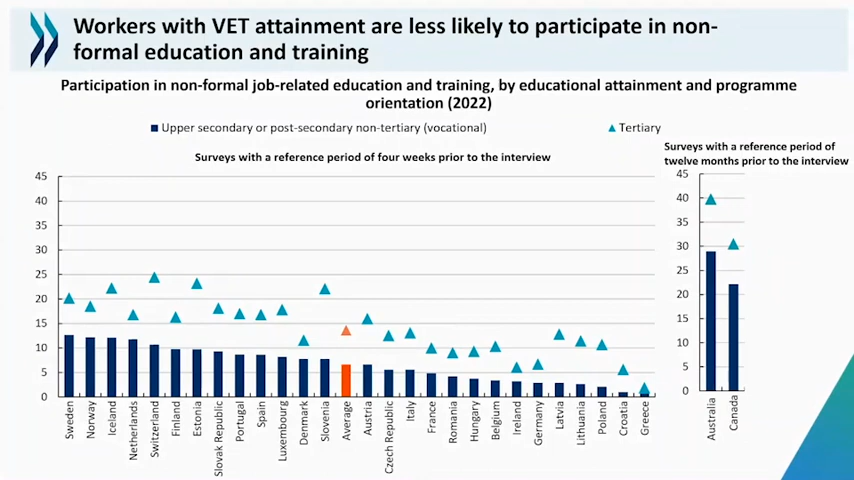 Workers with VET attainment are less likely to participate in non-
formal education and training
Participation in non-formal job-related education and training, by educational attainment and programme
orientation (2022)
Upper secondary or post-secondary non-tertiary (vocational)
Tertiary
Surveys with a reference period of four weeks prior to the interview
45
40
35
30
25
20
15
10
5
0
Sweden
Norway
Iceland
Netherlands
Switzerland
Finland
Estonia
Slovak Republic
Portugal
Spain
Luxembourg
Denmark
Slovenia
Average
Austria
Czech Republic
Italy
France
Romania
Hungary
Belgium
Ireland
Germany
Latvia
Lithuania
Poland
Croatia
Greece
Surveys with a reference period of
twelve months prior to the interview
45
40
35
30
25
20
15
10
5
0
Australia
Canada